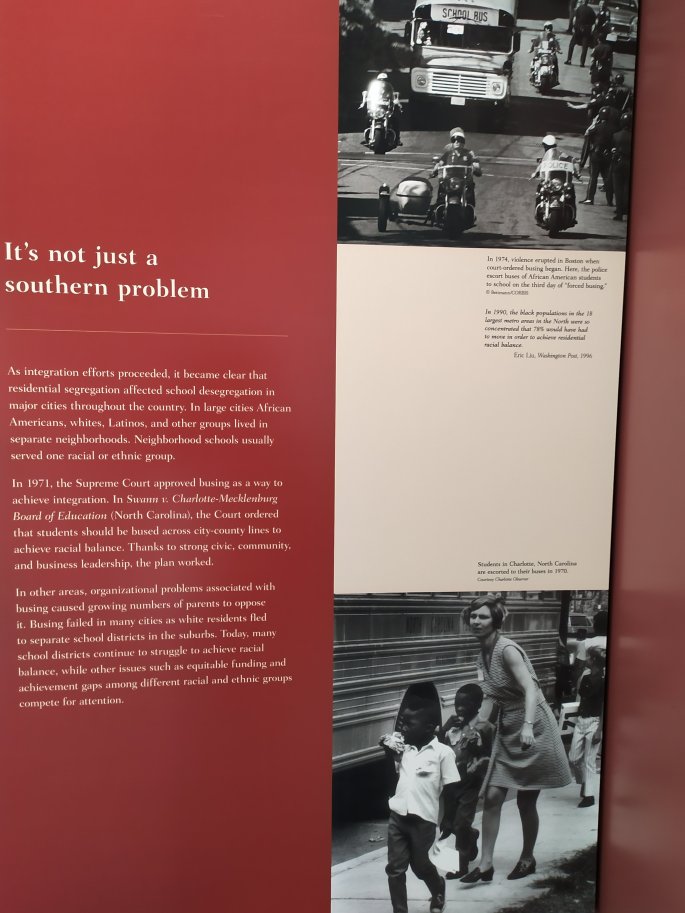 It's not just a
southern problem
As integration efforts proceeded, it became clear that
residential segregation affected school desegregation in
major cities throughout the country. In large cities African
Americans, whites, Latinos, and other groups lived in
separate neighborhoods. Neighborhood schools usually
served one racial or ethnic group.
In 1971, the Supreme Court approved busing as a way to
achieve integration. In Swann v. Charlotte-Mecklenburg
Board of Education (North Carolina), the Court ordered
that students should be bused across city-county lines to
achieve racial balance. Thanks to strong civic, community,
and business leadership, the plan worked.
In other areas, organizational problems associated with
busing caused growing numbers of parents to oppose
it. Busing failed in many cities as white residents fled
to separate school districts in the suburbs. Today, many
school districts continue to struggle to achieve racial
balance, while other issues such as equitable funding and
achievement gaps among different racial and ethnic groups
compete for attention.
SCHOOL BUS
POLICE
In 1974, violence erupted in Boston when
court-ordered busing began. Here, the police
escort buses of African American students
to school on the third day of "forced busing."
© Bettmann/CORBIS
In 1990, the black populations in the 18
largest metro areas in the North were so
concentrated that 78% would have had
to move in order to achieve residential
racial balance.
Eric Liu, Washington Post, 1996
Students in Charlotte, North Carolina
are escorted to their buses in 1970.
Courtesy Charlotte Observer